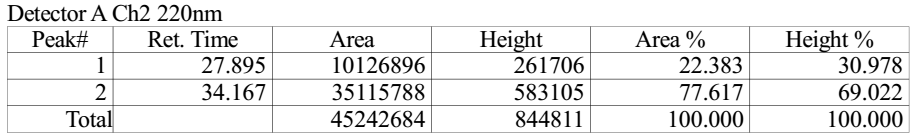 Detector A Ch2 220nm
Peak# Ret. Time Area Height Area % Height %
1 27.895 10126896 261706 22.383 30.978
2 34.167 35115788 583105 77.617 69.022
Total 45242684 844811 100.000 100.000